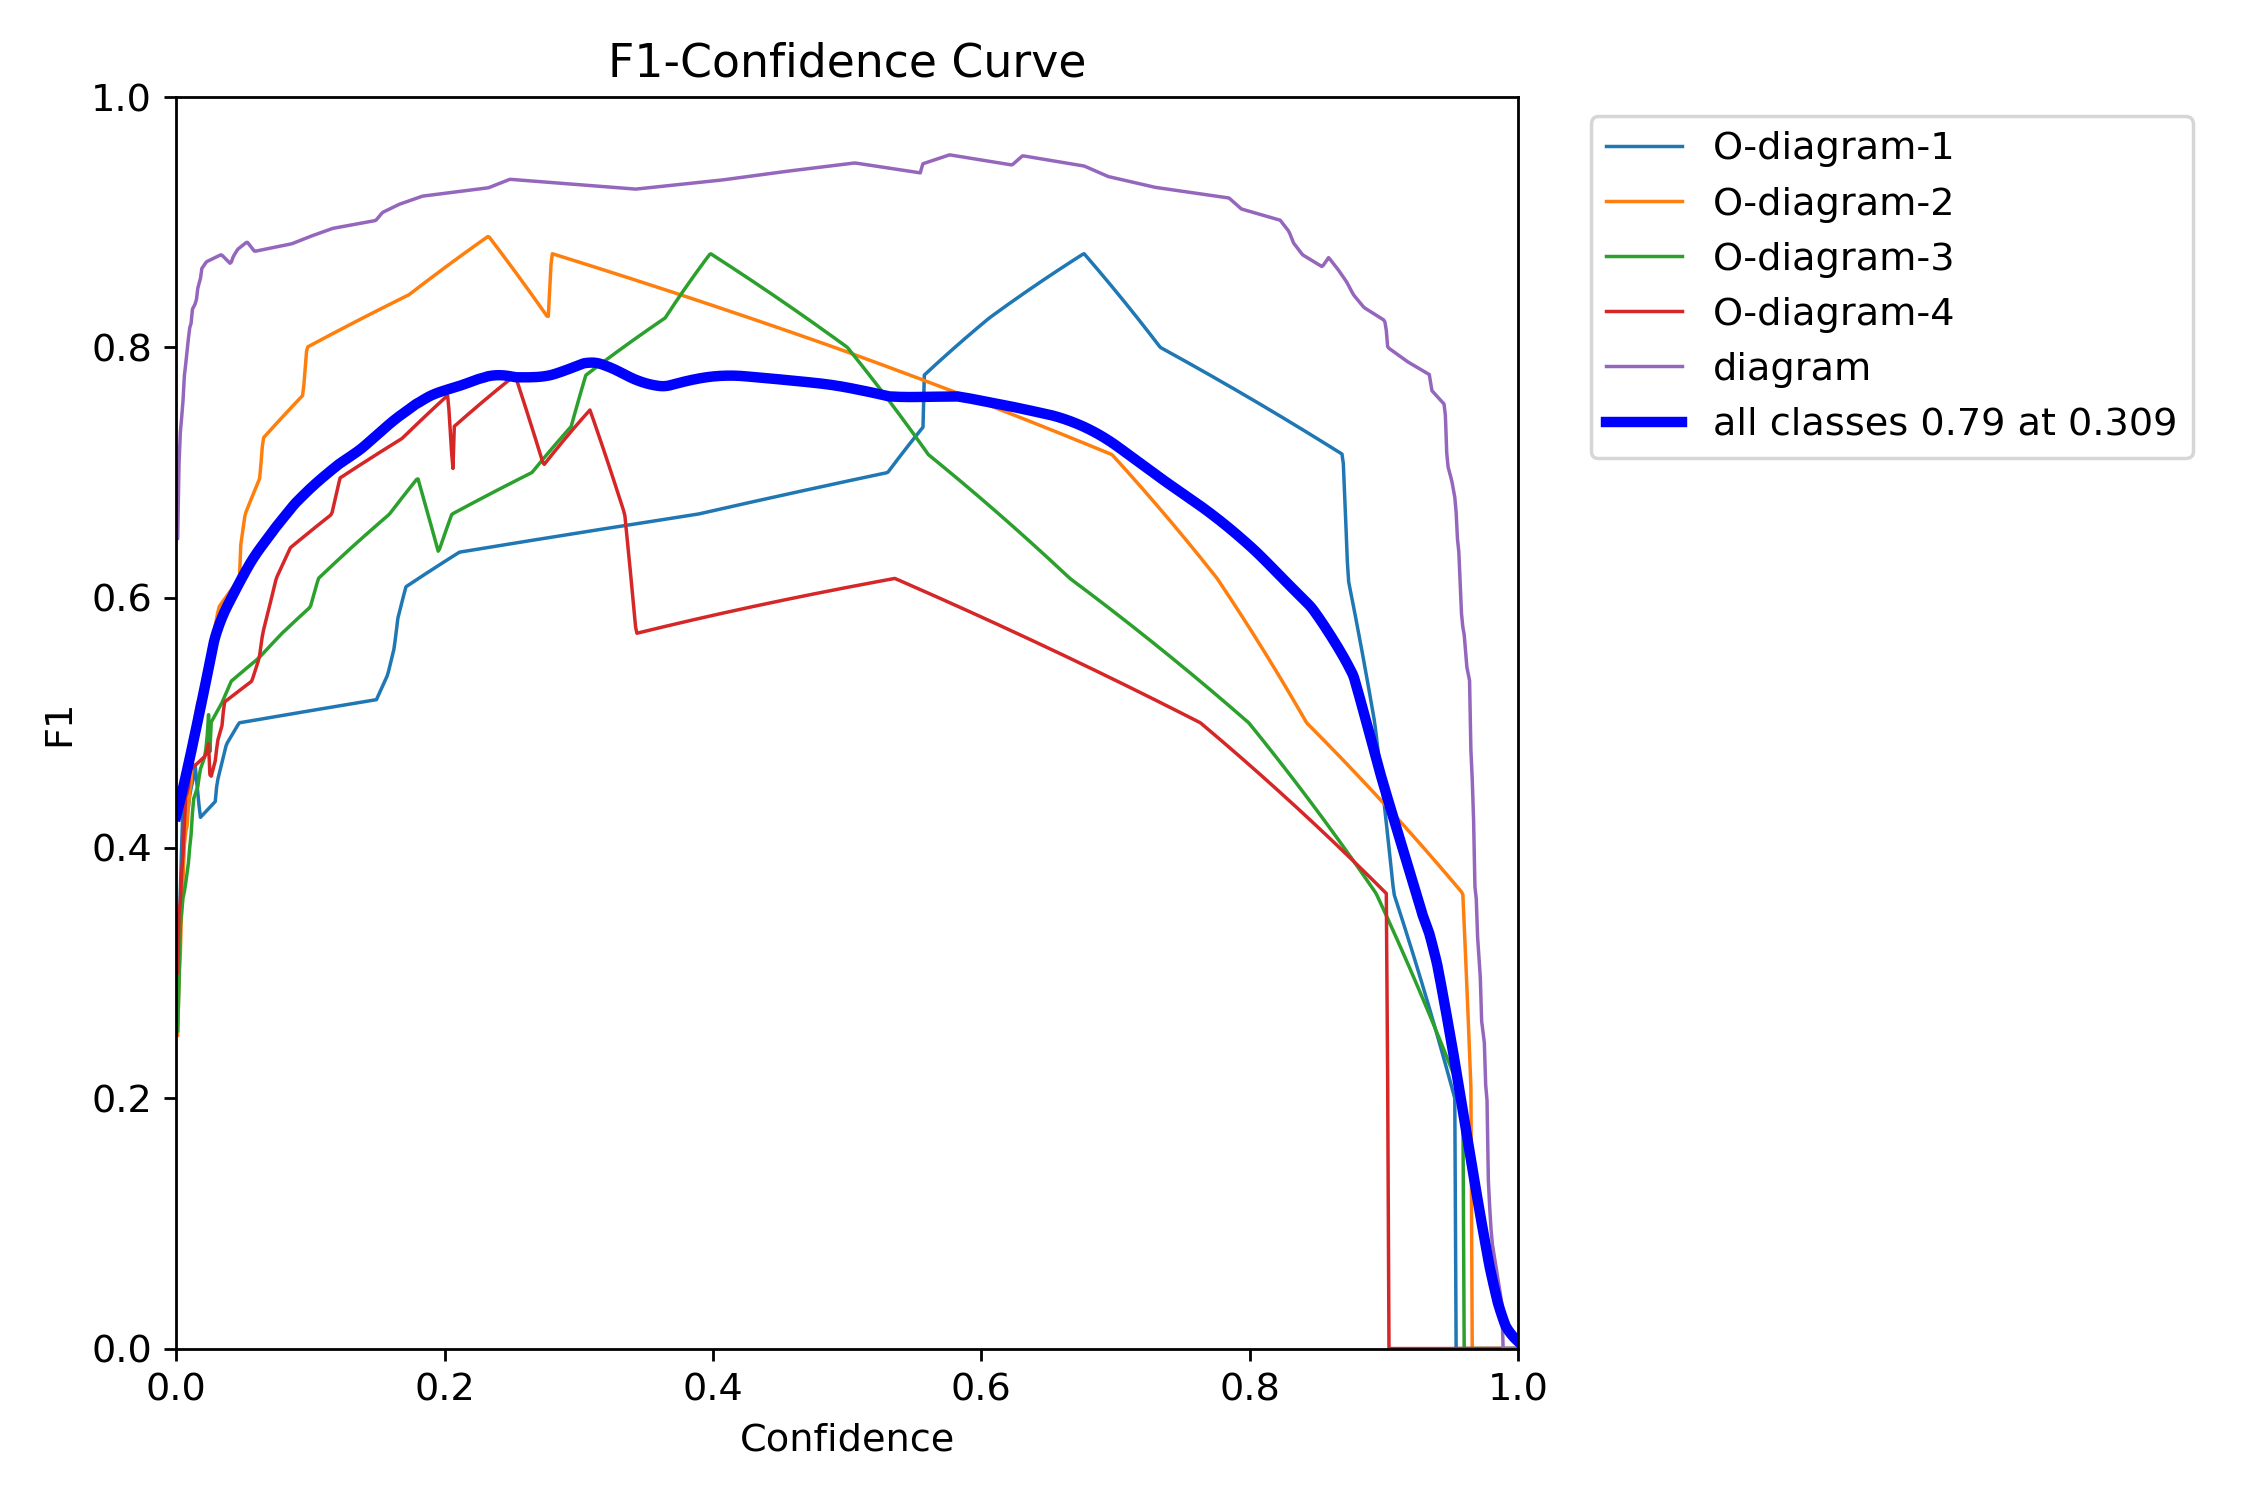 F1-Confidence Curve
1.0
0.8
0.6
0.4
0.2
0.0
F1
0.0 0.2 0.4 0.6 0.8 1.0
Confidence
O-diagram-1
O-diagram-2
O-diagram-3
O-diagram-4
diagram
all classes 0.79 at 0.309